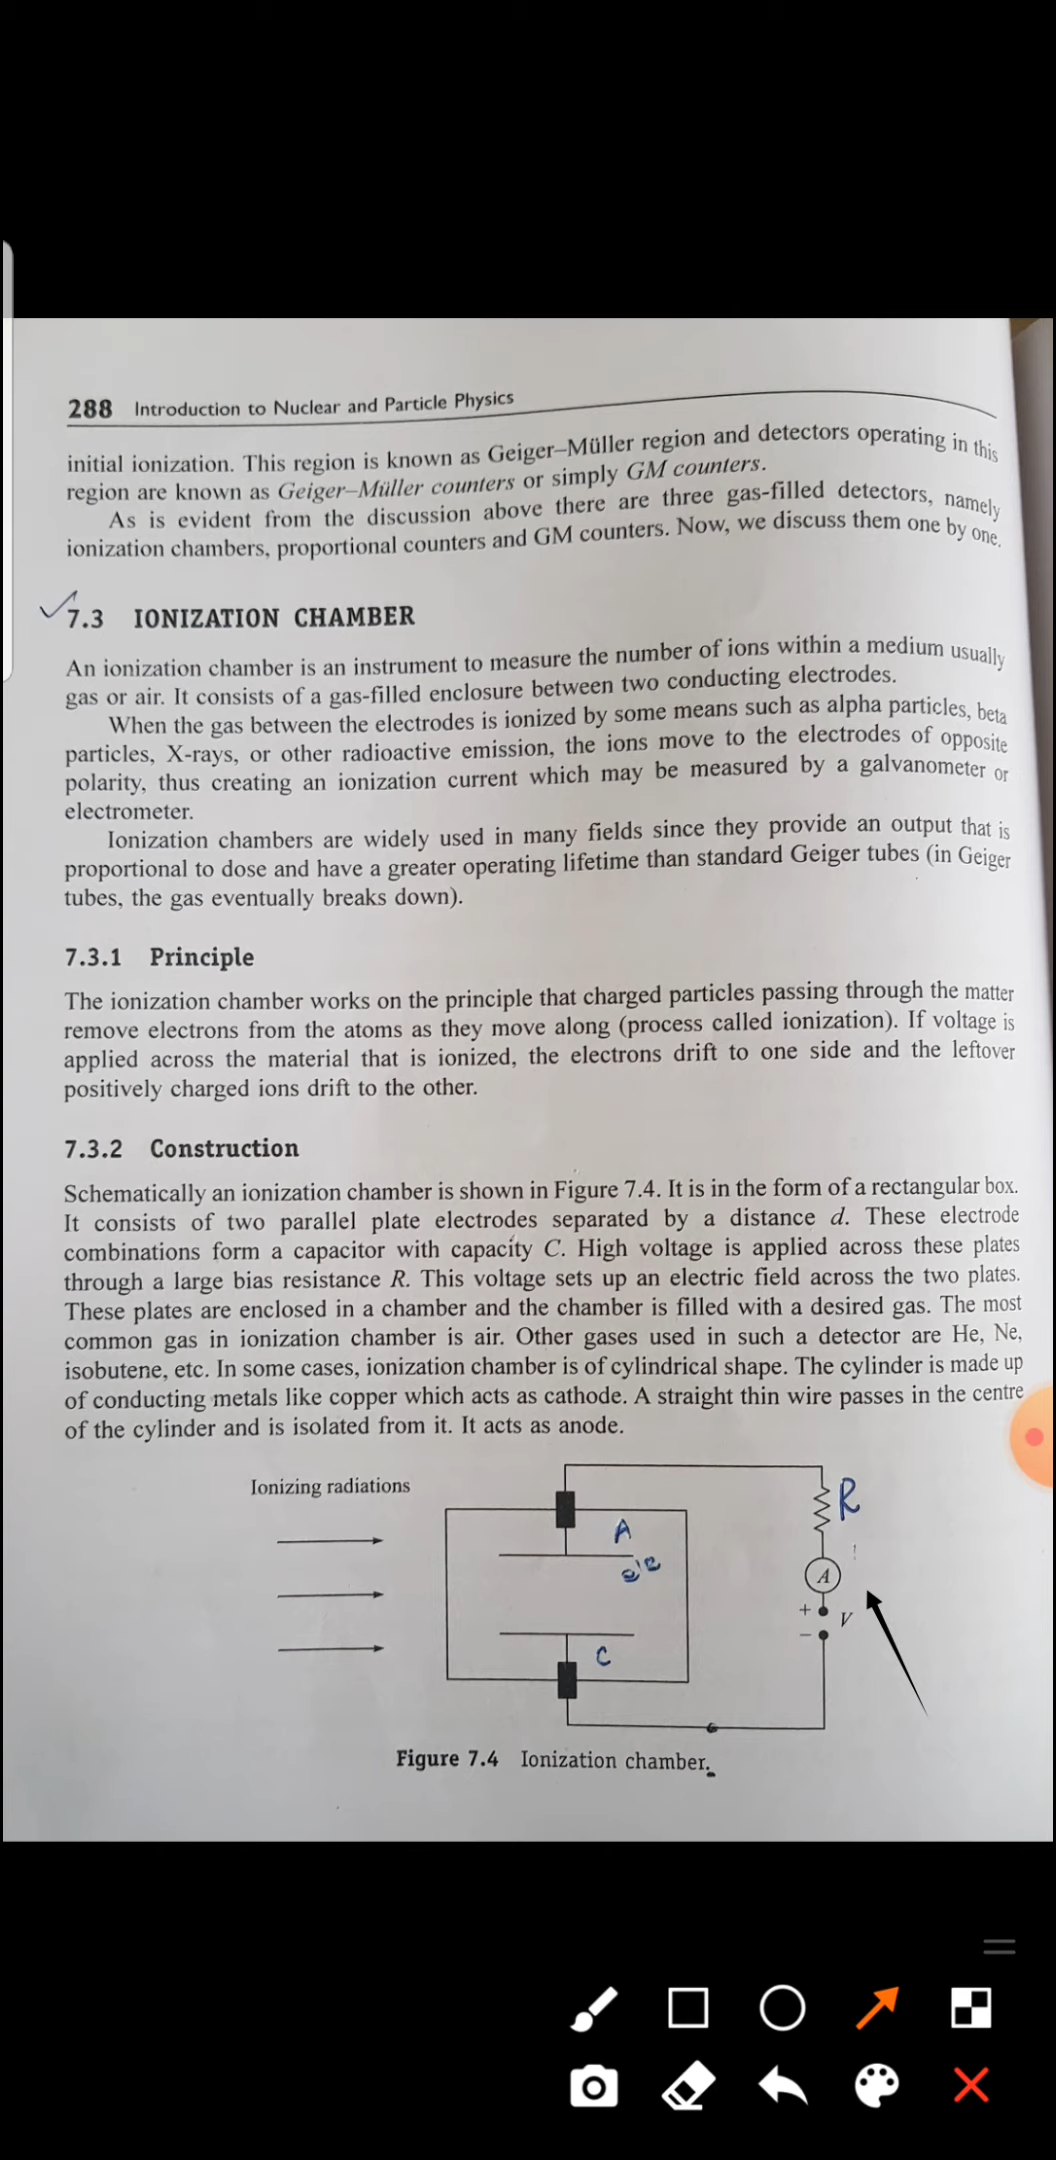 288 Introduction to Nuclear and Particle Physics
initial ionization. This region is known as Geiger–Müller region and detectors operating in this
region are known as Geiger–Müller counters or simply GM counters.
As is evident from the discussion above there are three gas-filled detectors, namely
ionization chambers, proportional counters and GM counters. Now, we discuss them one by one.
7.3 IONIZATION CHAMBER
An ionization chamber is an instrument to measure the number of ions within a medium usually
gas or air. It consists of a gas-filled enclosure between two conducting electrodes.
When the gas between the electrodes is ionized by some means such as alpha particles, beta
particles, X-rays, or other radioactive emission, the ions move to the electrodes of opposite
polarity, thus creating an ionization current which may be measured by a galvanometer or
electrometer.
Ionization chambers are widely used in many fields since they provide an output that is
proportional to dose and have a greater operating lifetime than standard Geiger tubes (in Geiger
tubes, the gas eventually breaks down).
7.3.1 Principle
The ionization chamber works on the principle that charged particles passing through the matter
remove electrons from the atoms as they move along (process called ionization). If voltage is
applied across the material that is ionized, the electrons drift to one side and the leftover
positively charged ions drift to the other.
7.3.2 Construction
Schematically an ionization chamber is shown in Figure 7.4. It is in the form of a rectangular box.
It consists of two parallel plate electrodes separated by a distance d. These electrode
combinations form a capacitor with capacity C. High voltage is applied across these plates
through a large bias resistance R. This voltage sets up an electric field across the two plates.
These plates are enclosed in a chamber and the chamber is filled with a desired gas. The most
common gas in ionization chamber is air. Other gases used in such a detector are He, Ne,
isobutene, etc. In some cases, ionization chamber is of cylindrical shape. The cylinder is made up
of conducting metals like copper which acts as cathode. A straight thin wire passes in the centre
of the cylinder and is isolated from it. It acts as anode.
Ionizing radiations
R
A
A
+
V
−
C
Figure 7.4 Ionization chamber.